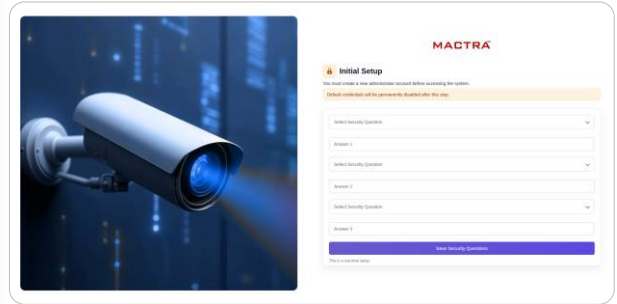 MACTRA
Initial Setup
You must create a new administrator account before accessing the system.
Default credentials will be permanently disabled after this step.
Select Security Question
Answer 1
Select Security Question
Answer 2
Select Security Question
Answer 3
Save Security Questions
This is a one-time setup.